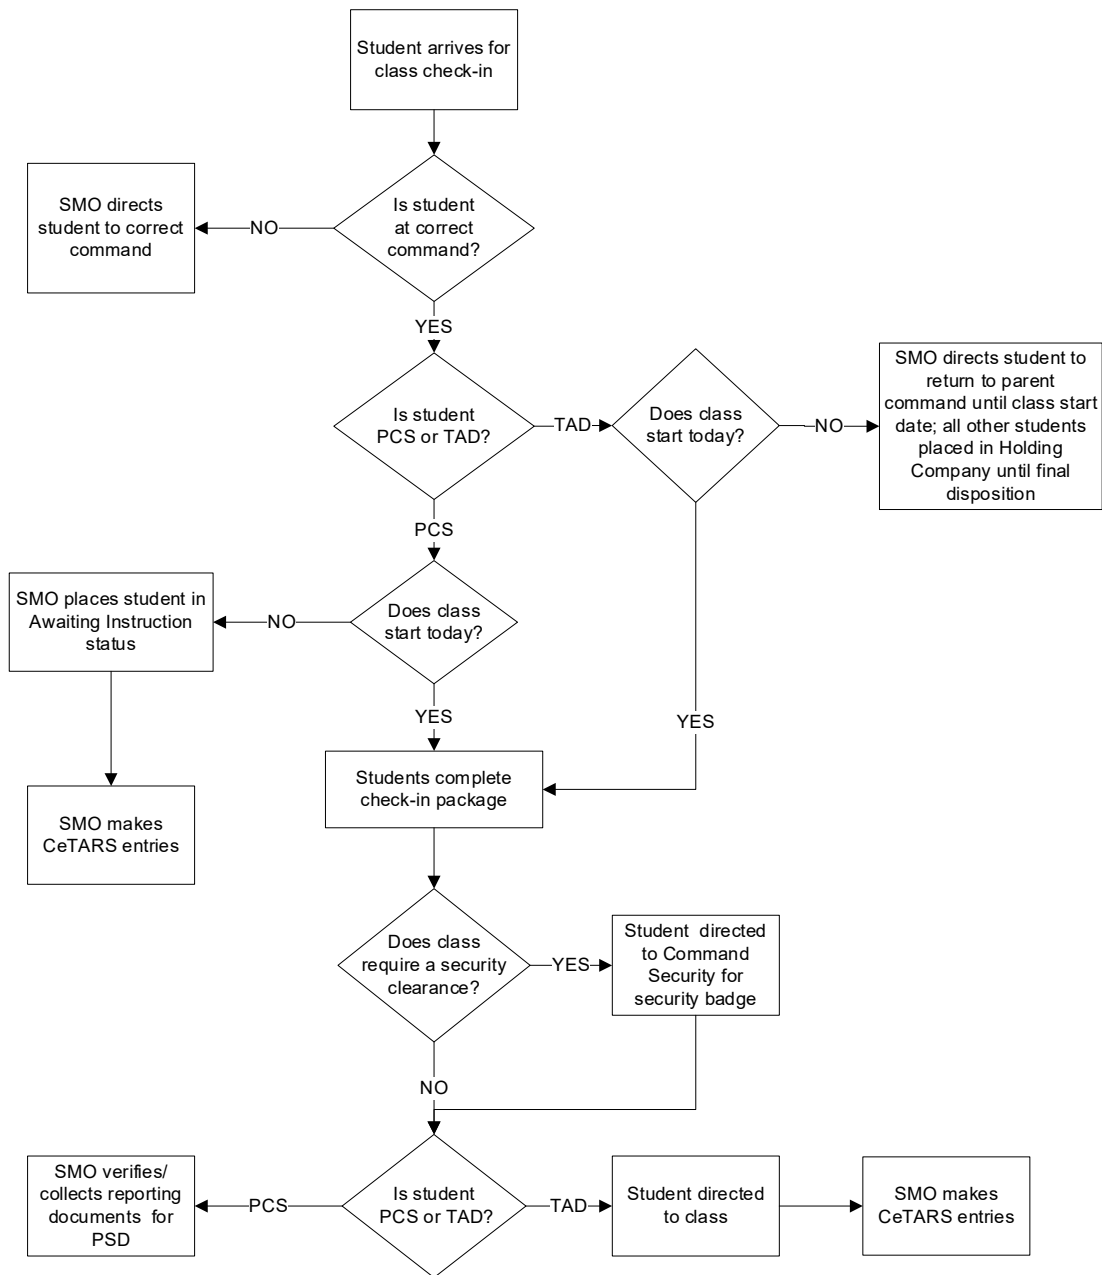 Student arrives for
class check-in
SMO directs
student to correct
command
NO
Is student
at correct
command?
YES
Is student
PCS or TAD?
TAD
Does class
start today?
NO
SMO directs student to
return to parent
command until class start
date; all other students
placed in Holding
Company until final
disposition
PCS
SMO places student in
Awaiting Instruction
status
NO
Does class
start today?
YES
YES
Students complete
check-in package
SMO makes
CeTARS entries
Does class
require a security
clearance?
YES
Student directed
to Command
Security for
security badge
NO
SMO verifies/
collects reporting
documents for
PSD
PCS
Is student
PCS or TAD?
TAD
Student directed
to class
SMO makes
CeTARS entries